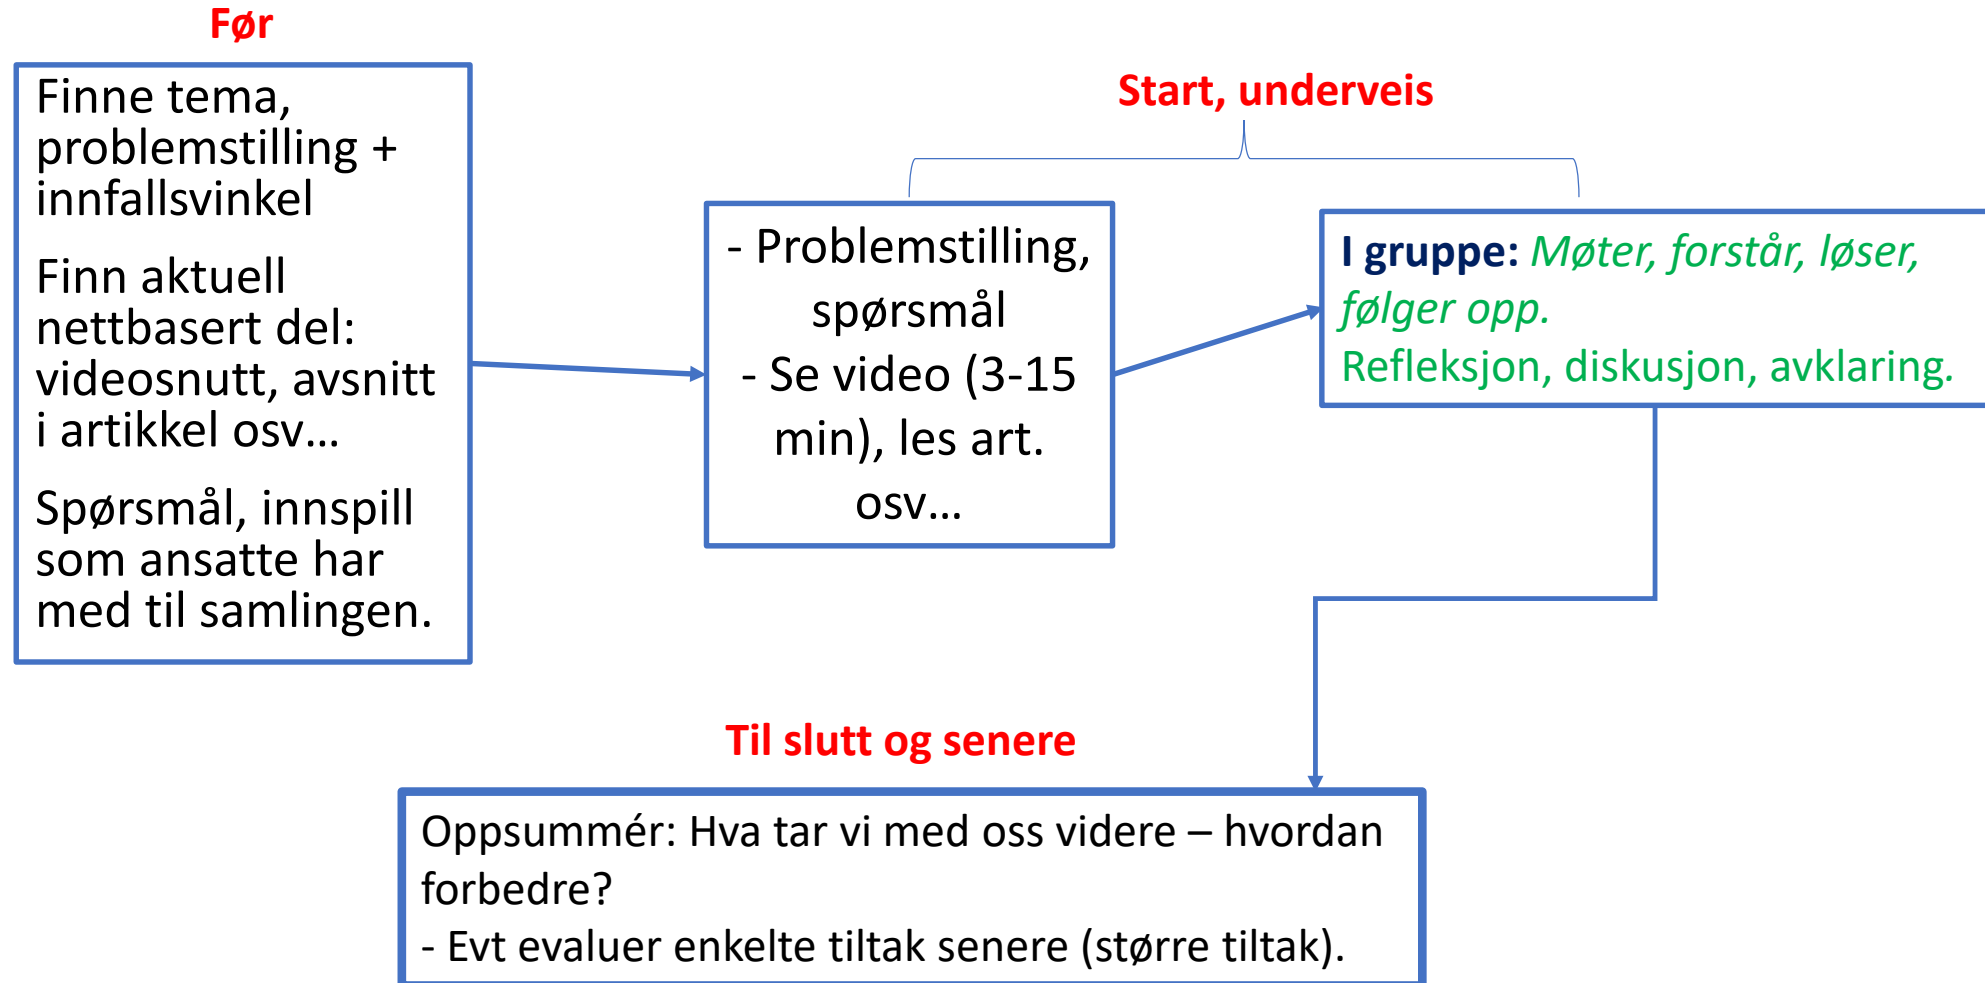 Før
Finne tema,
problemstilling +
innfallsvinkel
Finn aktuell
nettbasert del:
videosnutt, avsnitt
i artikkel osv…
Spørsmål, innspill
som ansatte har
med til samlingen.
Start, underveis
- Problemstilling,
spørsmål
- Se video (3-15
min), les art.
osv…
I gruppe: Møter, forstår, løser,
følger opp.
Refleksjon, diskusjon, avklaring.
Til slutt og senere
Oppsummér: Hva tar vi med oss videre – hvordan
forbedre?
- Evt evaluer enkelte tiltak senere (større tiltak).